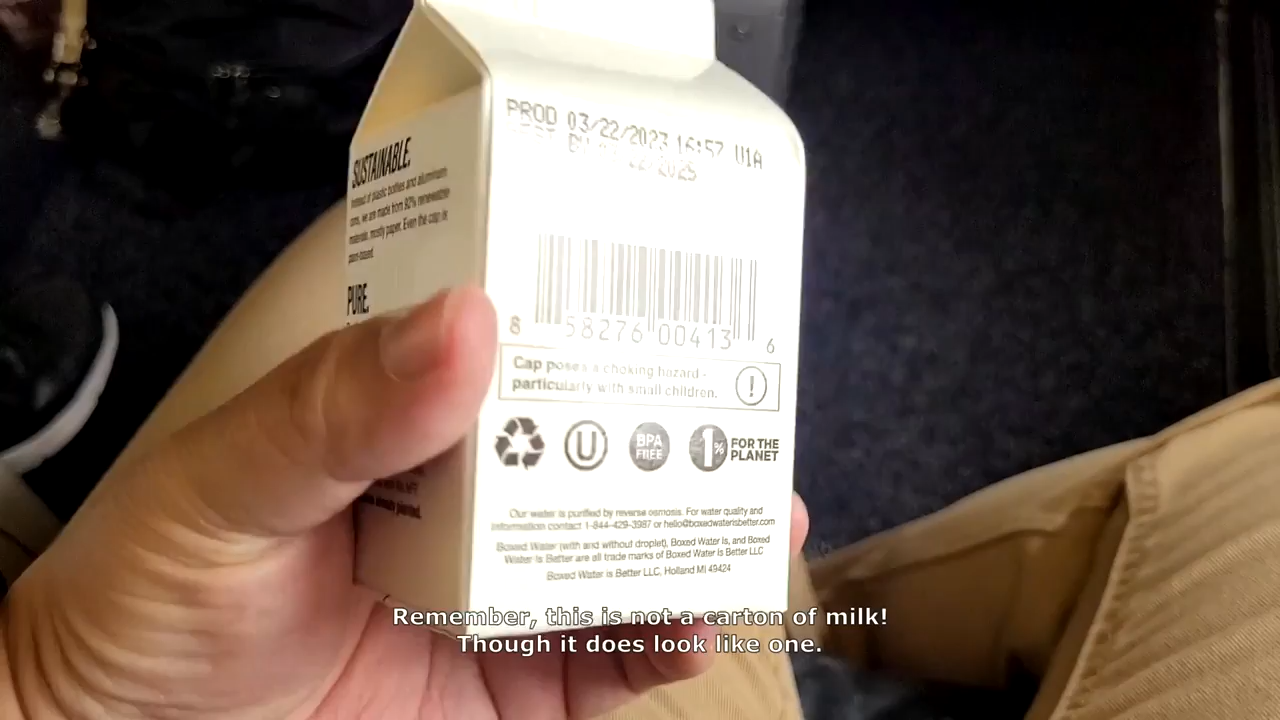 PROD 03/22/2023 16:57 U1A
2025
SUSTAINABLE.
Instead of plastic bottles and aluminum
cans, we are made from 92% renewable
materials, mostly paper. Even the cap is
plant-based.
PURE.
8 58276 00413 6
Cap poses a choking hazard -
particularly with small children.
!
U
BPA
FREE
1%
FOR THE
PLANET
Our water is purified by reverse osmosis. For water quality and
information contact 1-844-429-3987 or hello@boxedwaterisbetter.com
Boxed Water (with and without droplet), Boxed Water Is, and Boxed
Water Is Better are all trade marks of Boxed Water Is Better LLC
Boxed Water is Better LLC, Holland MI 49424
already planted.
Remember, this is not a carton of milk!
Though it does look like one.